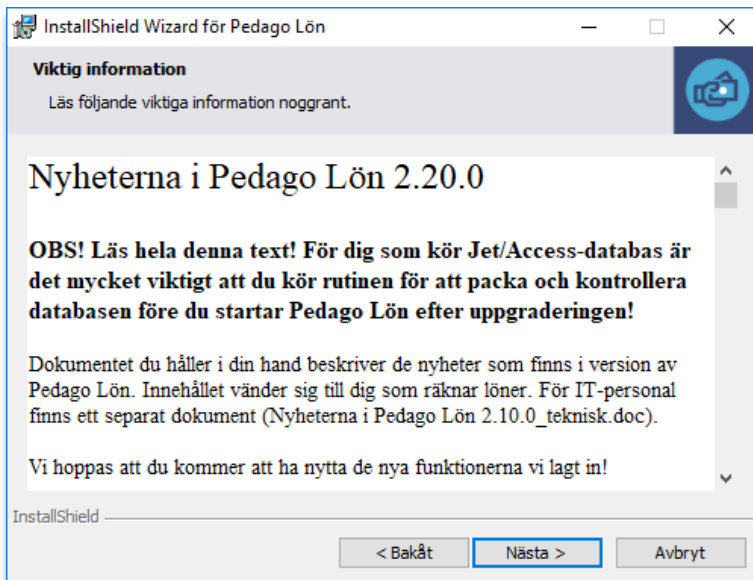 InstallShield Wizard för Pedago Lön
Viktig information
Läs följande viktiga information noggrant.
Nyheterna i Pedago Lön 2.20.0
OBS! Läs hela denna text! För dig som kör Jet/Access-databas är
det mycket viktigt att du kör rutinen för att packa och kontrollera
databasen före du startar Pedago Lön efter uppgraderingen!
Dokumentet du håller i din hand beskriver de nyheter som finns i version av
Pedago Lön. Innehållet vänder sig till dig som räknar löner. För IT-personal
finns ett separat dokument (Nyheterna i Pedago Lön 2.10.0_teknisk.doc).
Vi hoppas att du kommer att ha nytta de nya funktionerna vi lagt in!
InstallShield
< Bakåt
Nästa >
Avbryt